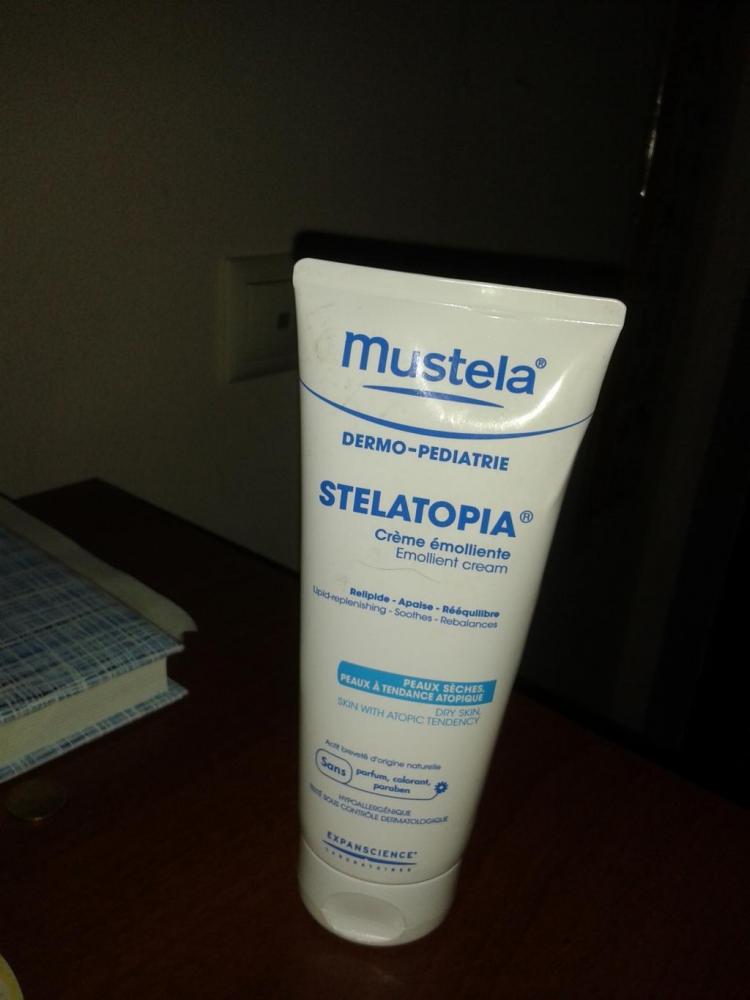 mustela®
DERMO-PEDIATRIE
STELATOPIA®
Crème émolliente
Emollient cream
Relipide - Apaise - Rééquilibre
Lipid-replenishing - Soothes - Rebalances
PEAUX SÈCHES,
PEAUX À TENDANCE ATOPIQUE
DRY SKIN,
SKIN WITH ATOPIC TENDENCY
Actif breveté d'origine naturelle
Sans parfum, colorant,
paraben
HYPOALLERGÉNIQUE
TESTÉ SOUS CONTRÔLE DERMATOLOGIQUE
EXPANSCIENCE®
LABORATOIRES